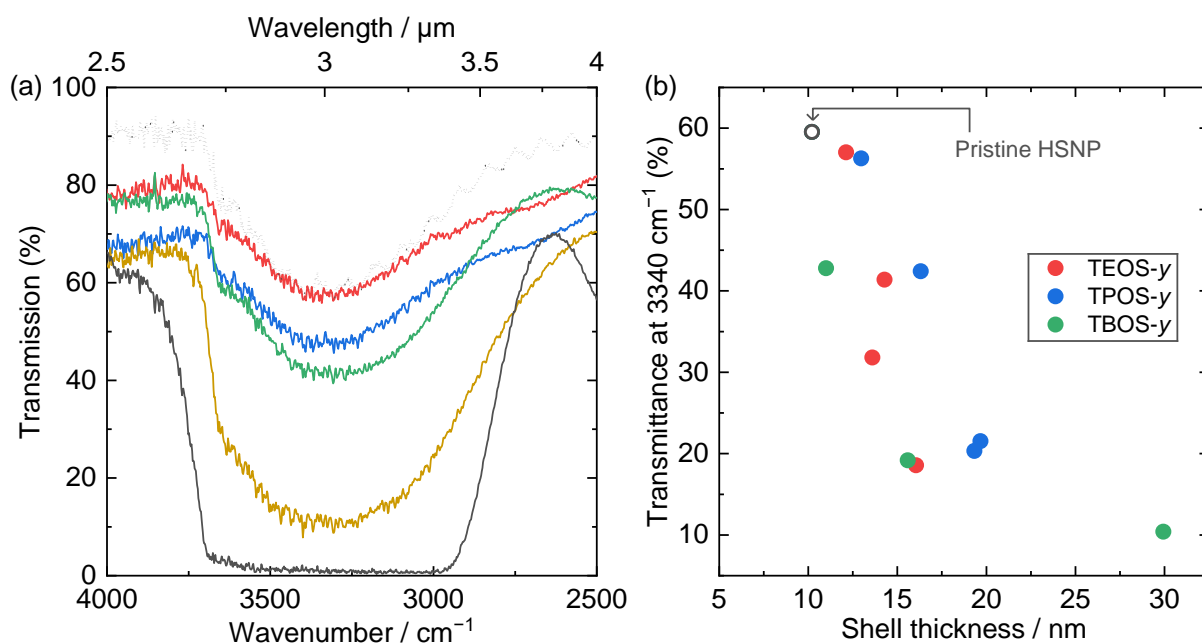 Wavelength / μm
2.5 3 3.5 4
(a)
100
80
60
40
20
0
Transmission (%)
4000 3500 3000 2500
Wavenumber / cm⁻¹
(b)
60
50
40
30
20
10
Transmittance at 3340 cm⁻¹ (%)
Pristine HSNP
TEOS-y
TPOS-y
TBOS-y
5 10 15 20 25 30
Shell thickness / nm